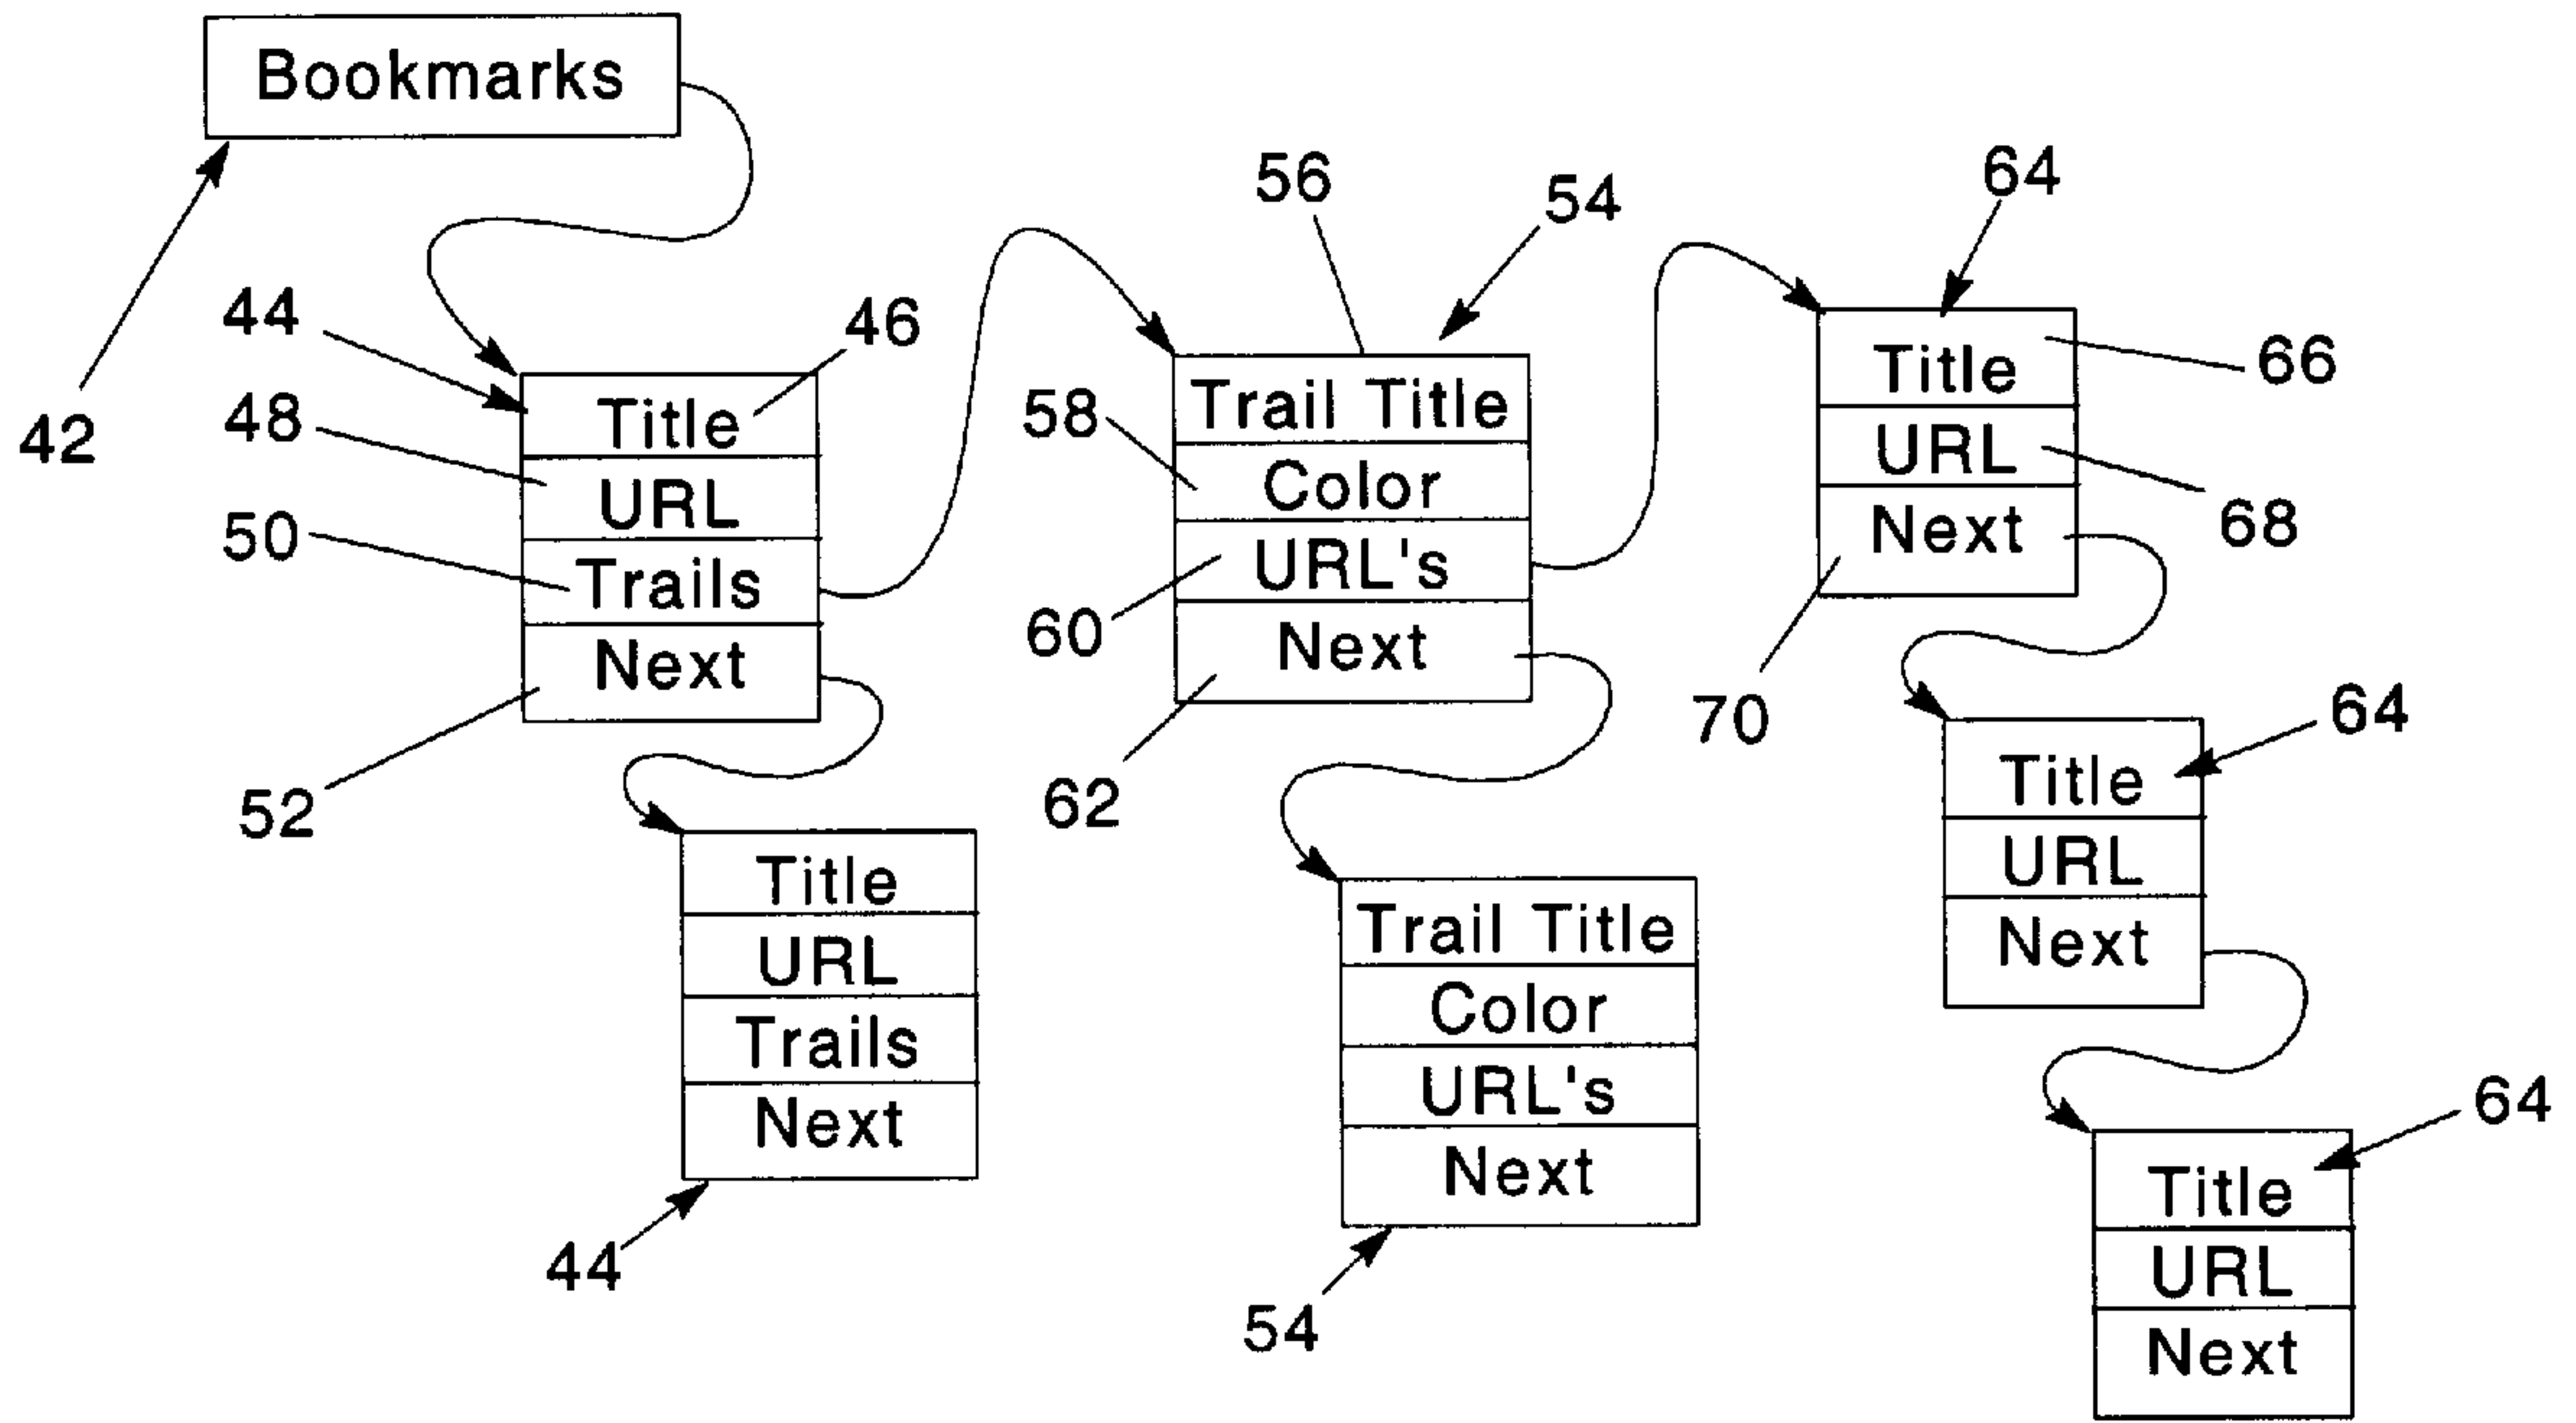 Bookmarks
42
44
46
48
50
52
Title
URL
Trails
Next
Title
URL
Trails
Next
44
56
54
58
60
62
Trail Title
Color
URL's
Next
Trail Title
Color
URL's
Next
54
64
66
68
70
Title
URL
Next
64
Title
URL
Next
64
Title
URL
Next